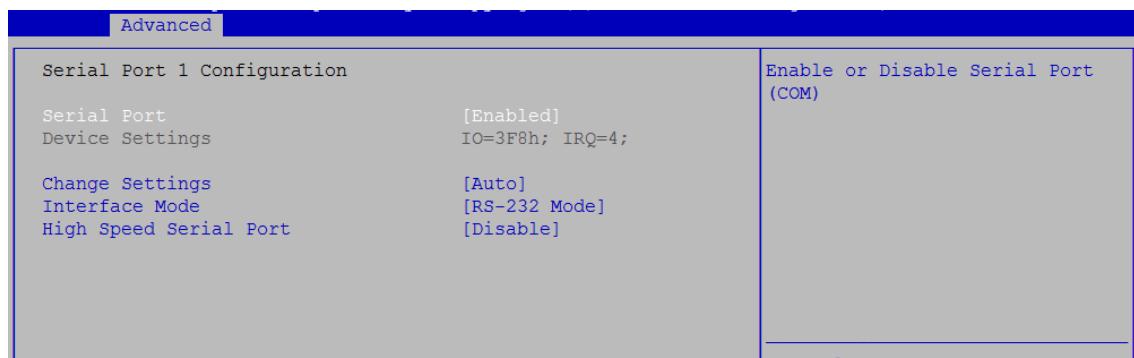 Advanced
Serial Port 1 Configuration
Enable or Disable Serial Port
(COM)
Serial Port [Enabled]
Device Settings IO=3F8h; IRQ=4;
Change Settings [Auto]
Interface Mode [RS-232 Mode]
High Speed Serial Port [Disable]